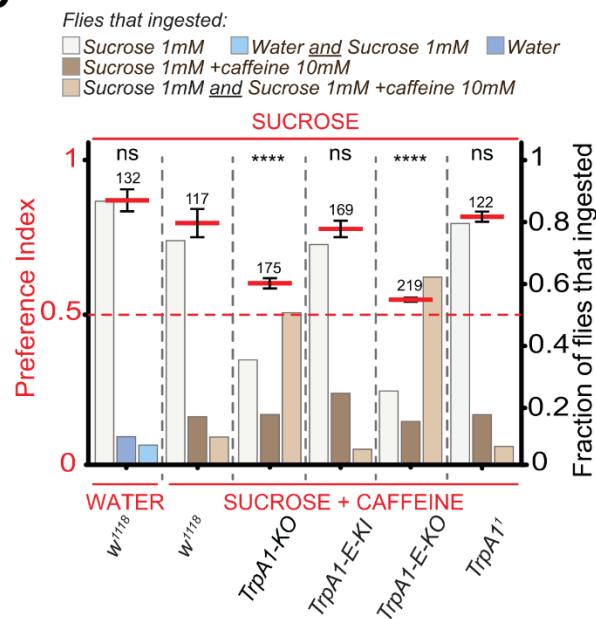 Flies that ingested:
Sucrose 1mM Water and Sucrose 1mM Water
Sucrose 1mM +caffeine 10mM
Sucrose 1mM and Sucrose 1mM +caffeine 10mM
SUCROSE
1 ns ns **** ns **** ns 1
132 117 175 169 219 122
0.8
0.6
0.5
0.4
0.2
0 0
Preference Index
Fraction of flies that ingested
WATER SUCROSE + CAFFEINE
w1118 w1118 TrpA1-KO TrpA1-E-KI TrpA1-E-KO TrpA1¹